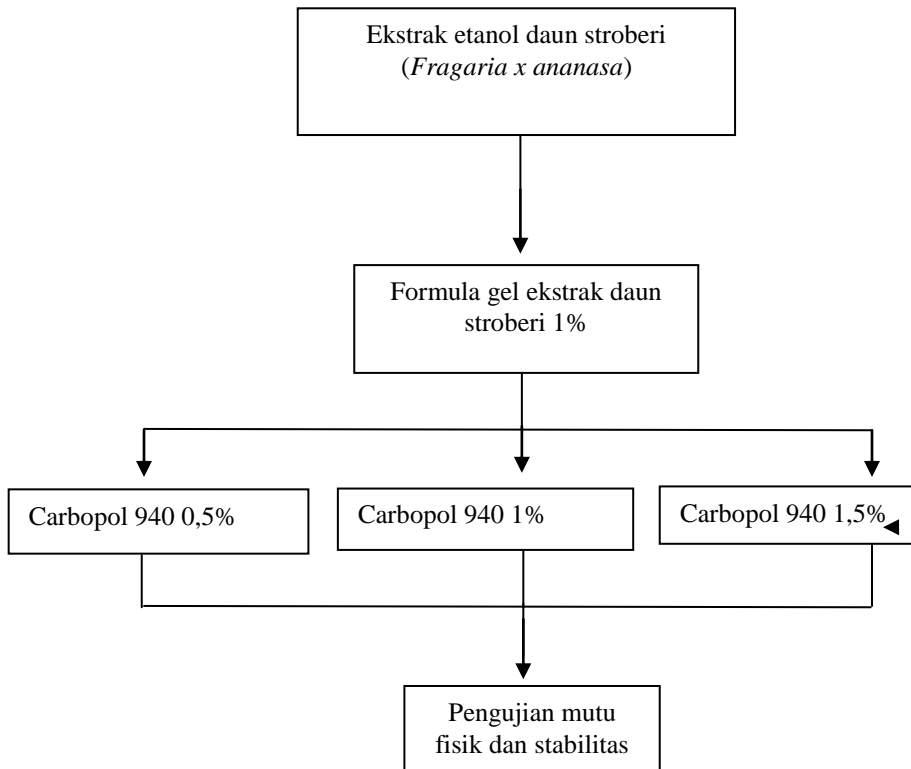 Ekstrak etanol daun stroberi
(Fragaria x ananasa)
Formula gel ekstrak daun
stroberi 1%
Carbopol 940 0,5%
Carbopol 940 1%
Carbopol 940 1,5%
Pengujian mutu
fisik dan stabilitas